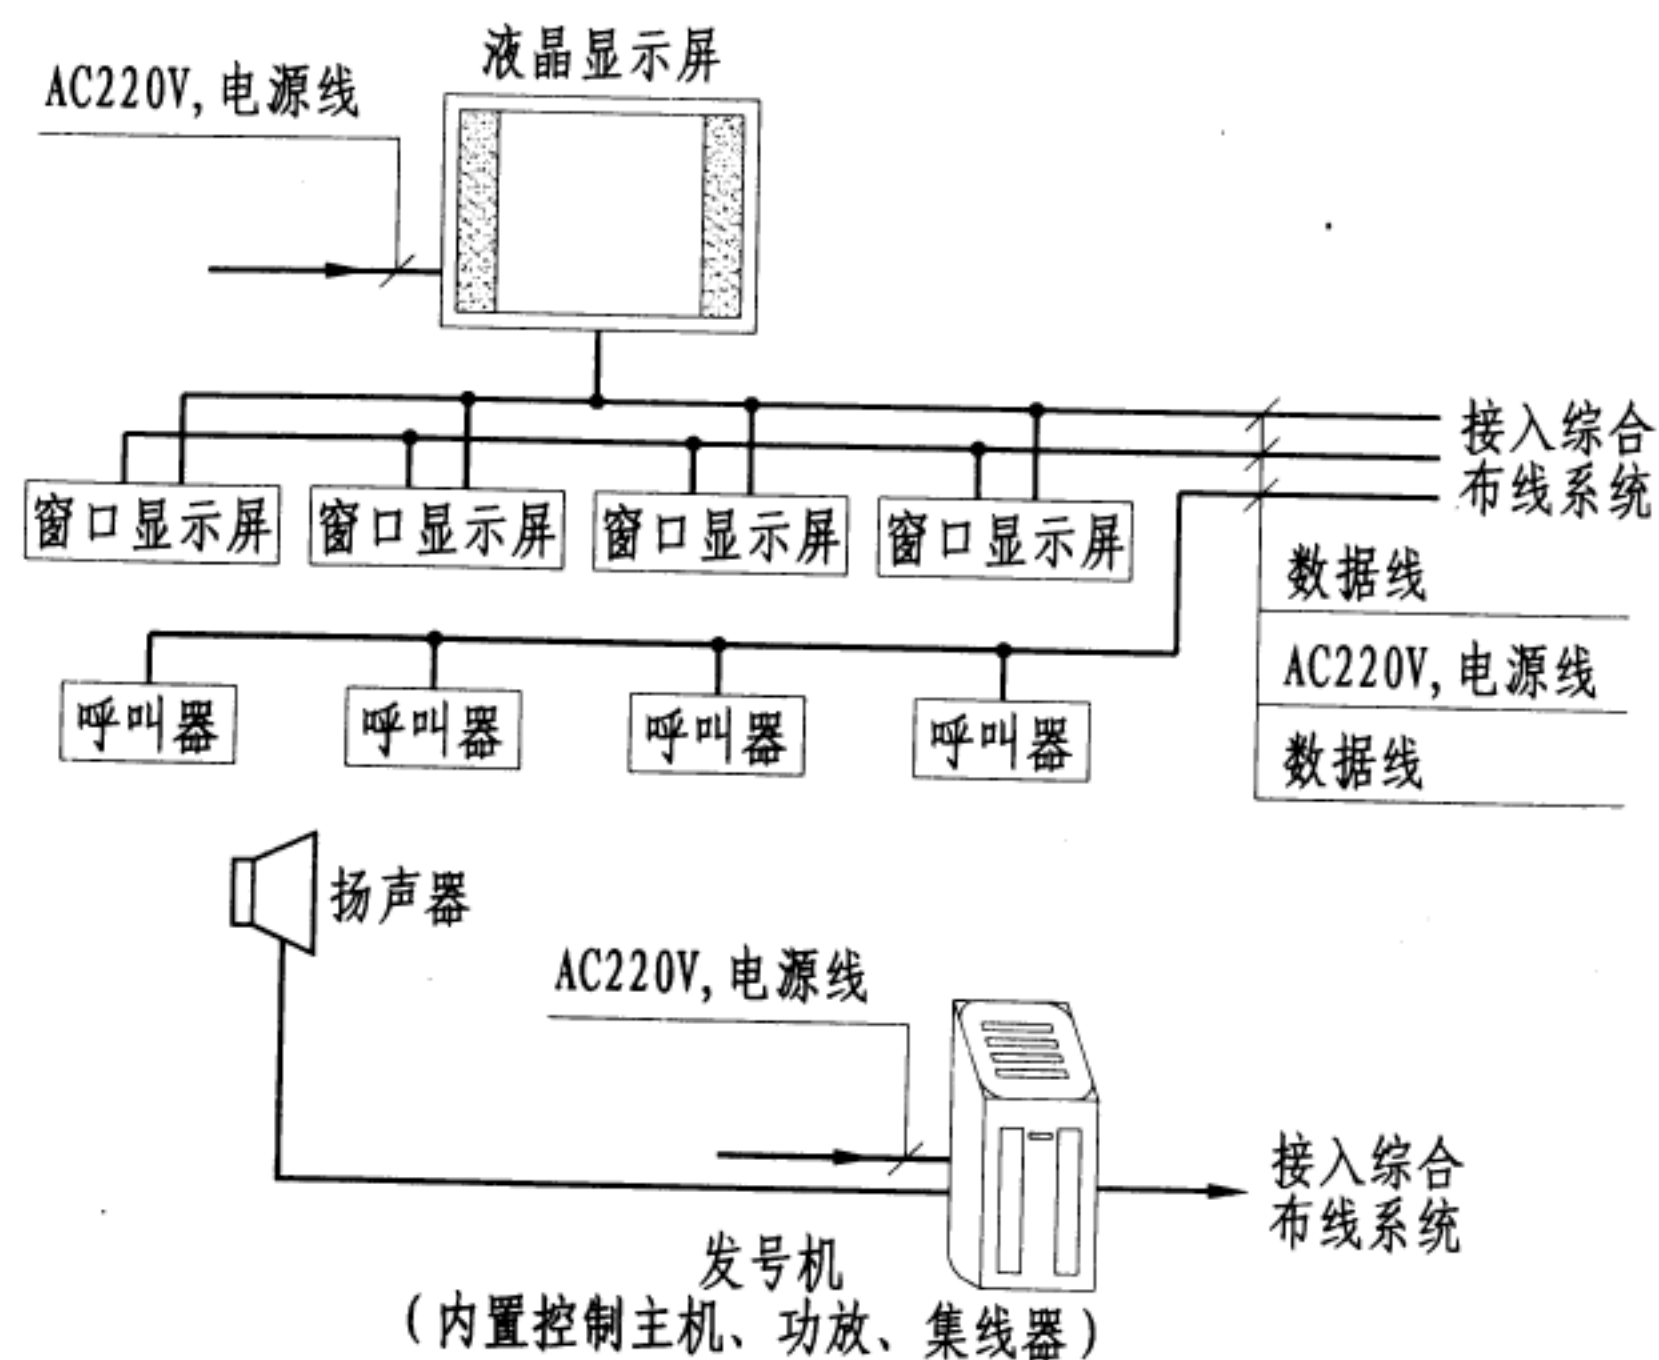 液晶显示屏
AC220V,电源线
接入综合
布线系统
窗口显示屏
窗口显示屏
窗口显示屏
窗口显示屏
数据线
AC220V,电源线
数据线
呼叫器
呼叫器
呼叫器
呼叫器
扬声器
AC220V,电源线
接入综合
布线系统
发号机
(内置控制主机、功放、集线器)